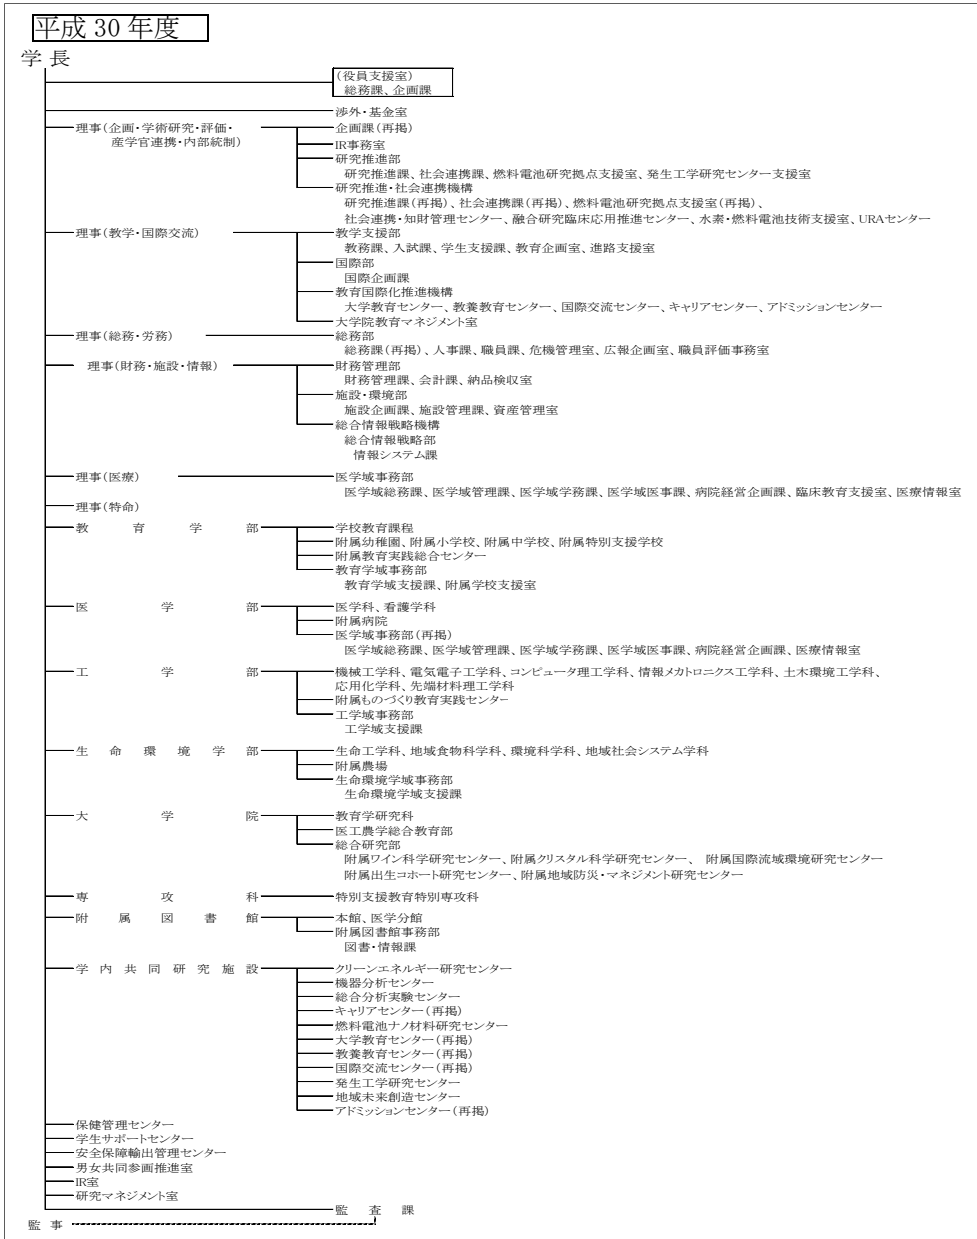 平成 30 年度
学 長
(役員支援室)
総務課、企画課
渉外・基金室
理事(企画・学術研究・評価・
産学官連携・内部統制)
企画課(再掲)
IR事務室
研究推進部
研究推進課、社会連携課、燃料電池研究拠点支援室、発生工学研究センター支援室
研究推進・社会連携機構
研究推進課(再掲)、社会連携課(再掲)、燃料電池研究拠点支援室(再掲)、
社会連携・知財管理センター、融合研究臨床応用推進センター、水素・燃料電池技術支援室、URAセンター
理事(教学・国際交流)
教学支援部
教務課、入試課、学生支援課、教育企画室、進路支援室
国際部
国際企画課
教育国際化推進機構
大学教育センター、教養教育センター、国際交流センター、キャリアセンター、アドミッションセンター
大学院教育マネジメント室
理事(総務・労務)
総務部
総務課(再掲)、人事課、職員課、危機管理室、広報企画室、職員評価事務室
理事(財務・施設・情報)
財務管理部
財務管理課、会計課、納品検収室
施設・環境部
施設企画課、施設管理課、資産管理室
総合情報戦略機構
総合情報戦略部
情報システム課
理事(医療)
医学域事務部
医学域総務課、医学域管理課、医学域学務課、医学域医事課、病院経営企画課、臨床教育支援室、医療情報室
理事(特命)
教 育 学 部
学校教育課程
附属幼稚園、附属小学校、附属中学校、附属特別支援学校
附属教育実践総合センター
教育学域事務部
教育学域支援課、附属学校支援室
医 学 部
医学科、看護学科
附属病院
医学域事務部(再掲)
医学域総務課、医学域管理課、医学域学務課、医学域医事課、病院経営企画課、医療情報室
工 学 部
機械工学科、電気電子工学科、コンピュータ理工学科、情報メカトロニクス工学科、土木環境工学科、
応用化学科、先端材料理工学科
附属ものづくり教育実践センター
工学域事務部
工学域支援課
生 命 環 境 学 部
生命工学科、地域食物科学科、環境科学科、地域社会システム学科
附属農場
生命環境学域事務部
生命環境学域支援課
大 学 院
教育学研究科
医工農学総合教育部
総合研究部
附属ワイン科学研究センター、附属クリスタル科学研究センター、 附属国際流域環境研究センター
附属出生コホート研究センター、附属地域防災・マネジメント研究センター
専 攻 科
特別支援教育特別専攻科
附 属 図 書 館
本館、医学分館
附属図書館事務部
図書・情報課
学 内 共 同 研 究 施 設
クリーンエネルギー研究センター
機器分析センター
総合分析実験センター
キャリアセンター(再掲)
燃料電池ナノ材料研究センター
大学教育センター(再掲)
教養教育センター(再掲)
国際交流センター(再掲)
発生工学研究センター
地域未来創造センター
アドミッションセンター(再掲)
保健管理センター
学生サポートセンター
安全保障輸出管理センター
男女共同参画推進室
IR室
研究マネジメント室
監 査 課
監 事